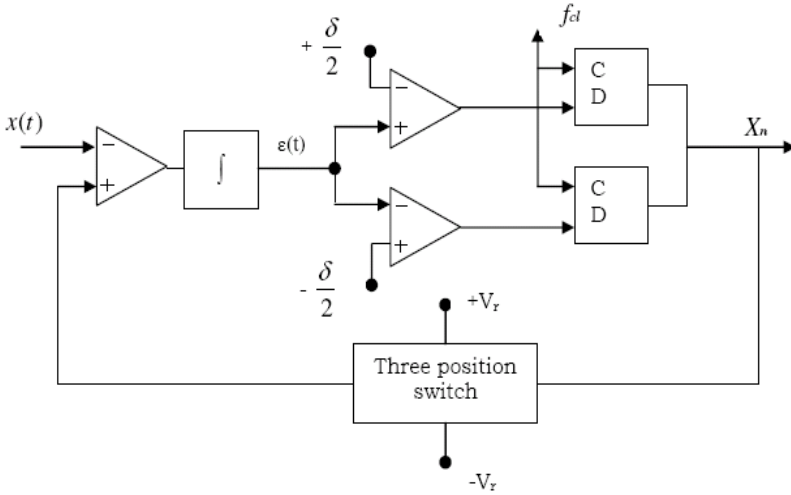 f_cl
+ δ/2
x(t)
−
+
∫
ε(t)
−
+
C
D
X_n
−
+
C
D
- δ/2
+V_r
Three position
switch
-V_r